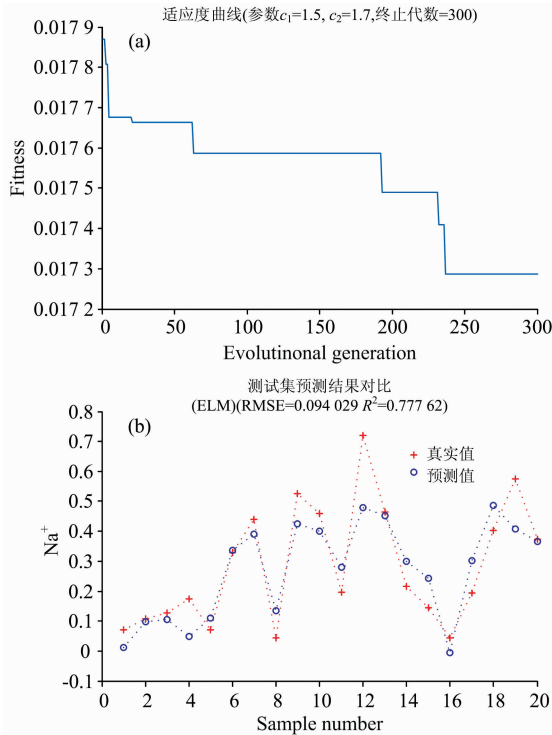 适应度曲线(参数c1=1.5, c2=1.7,终止代数=300)
(a)
0.017 9
0.017 8
0.017 7
0.017 6
0.017 5
0.017 4
0.017 3
0.017 2
Fitness
0 50 100 150 200 250 300
Evolutinonal generation
测试集预测结果对比
(ELM)(RMSE=0.094 029 R²=0.777 62)
(b)
真实值
预测值
0.8
0.7
0.6
0.5
0.4
0.3
0.2
0.1
0
-0.1
Na⁺
0 2 4 6 8 10 12 14 16 18 20
Sample number